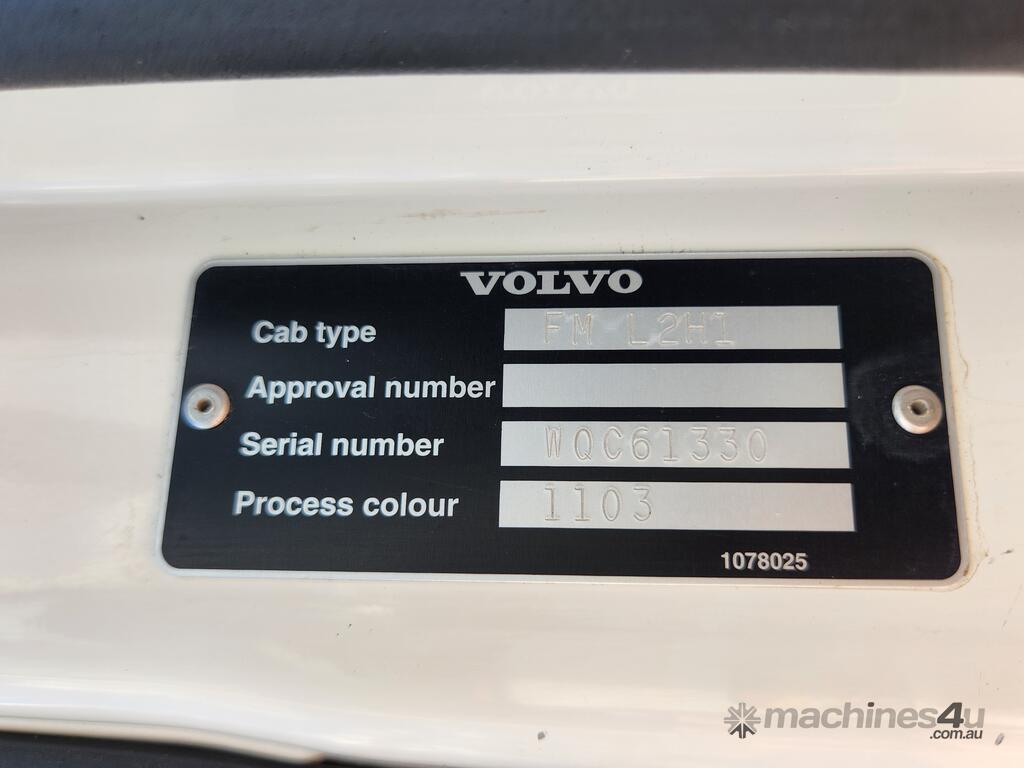 VOLVO
Cab type FM L2H1
Approval number
Serial number WQC61330
Process colour 1103
1078025
machines4u
.com.au